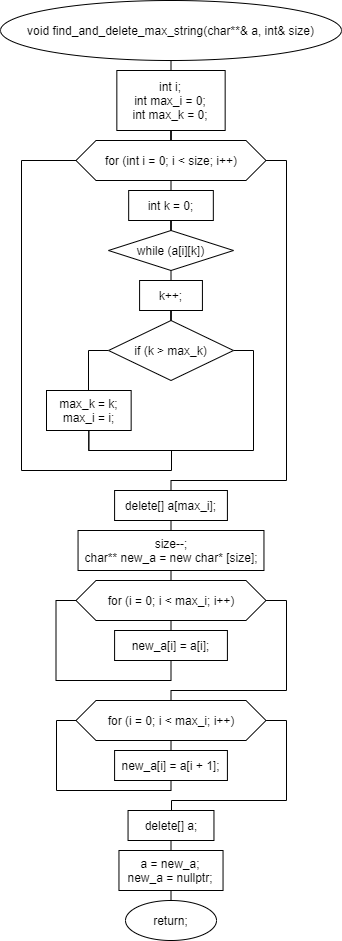 void find_and_delete_max_string(char**& a, int& size)
int i;
int max_i = 0;
int max_k = 0;
for (int i = 0; i < size; i++)
int k = 0;
while (a[i][k])
k++;
if (k > max_k)
max_k = k;
max_i = i;
delete[] a[max_i];
size--;
char** new_a = new char* [size];
for (i = 0; i < max_i; i++)
new_a[i] = a[i];
for (i = 0; i < max_i; i++)
new_a[i] = a[i + 1];
delete[] a;
a = new_a;
new_a = nullptr;
return;